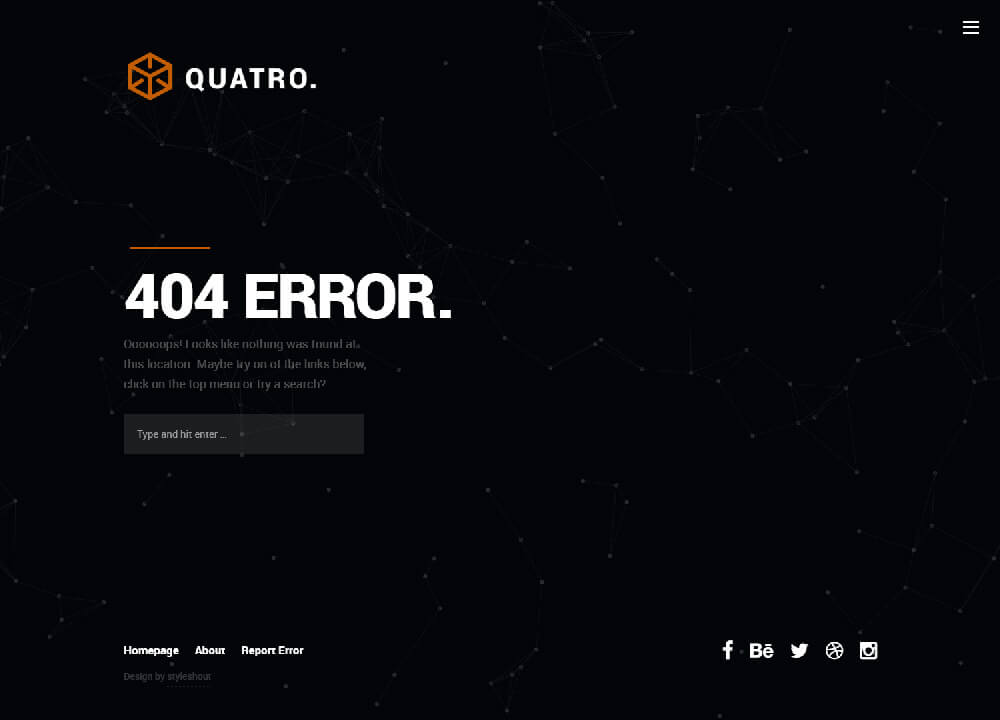 QUATRO.
404 ERROR.
Oooooops! Looks like nothing was found at
this location. Maybe try on of the links below,
click on the top menu or try a search?
Type and hit enter ...
Homepage About Report Error
Bē
Design by styleshout